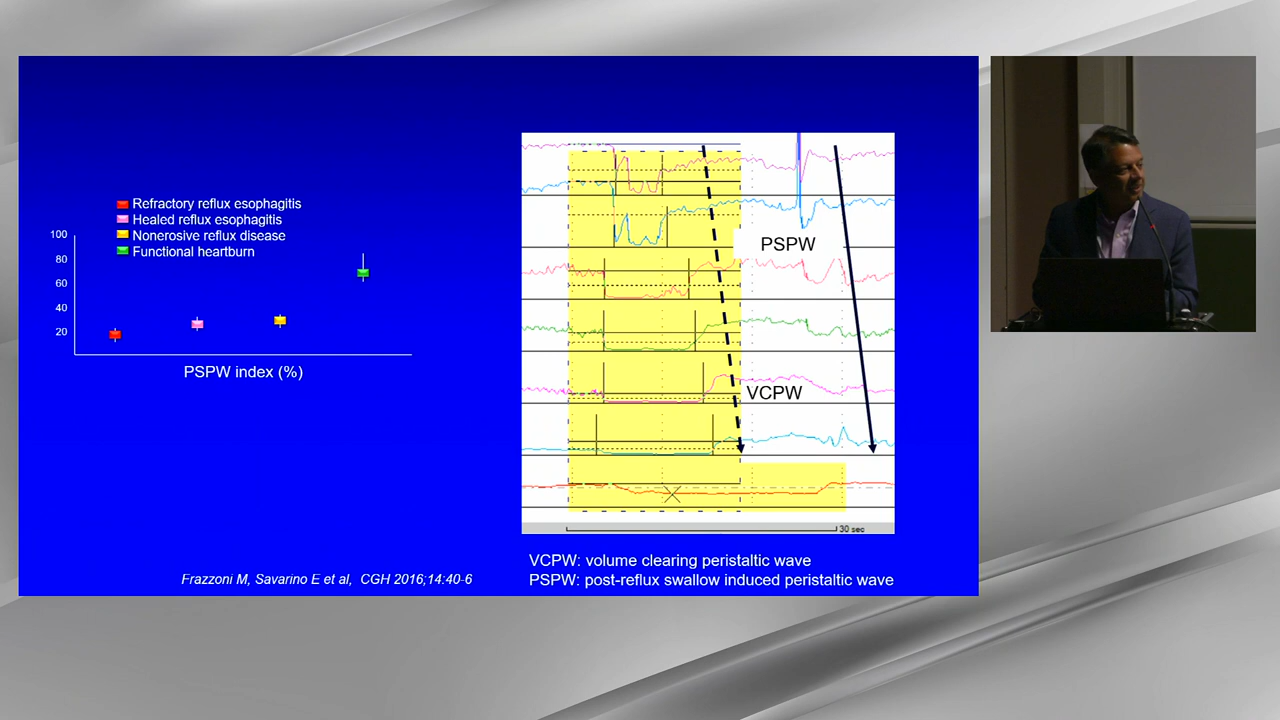 Refractory reflux esophagitis
Healed reflux esophagitis
Nonerosive reflux disease
Functional heartburn
100
80
60
40
20
PSPW index (%)
PSPW
VCPW
30 sec
VCPW: volume clearing peristaltic wave
PSPW: post-reflux swallow induced peristaltic wave
Frazzoni M, Savarino E et al, CGH 2016;14:40-6